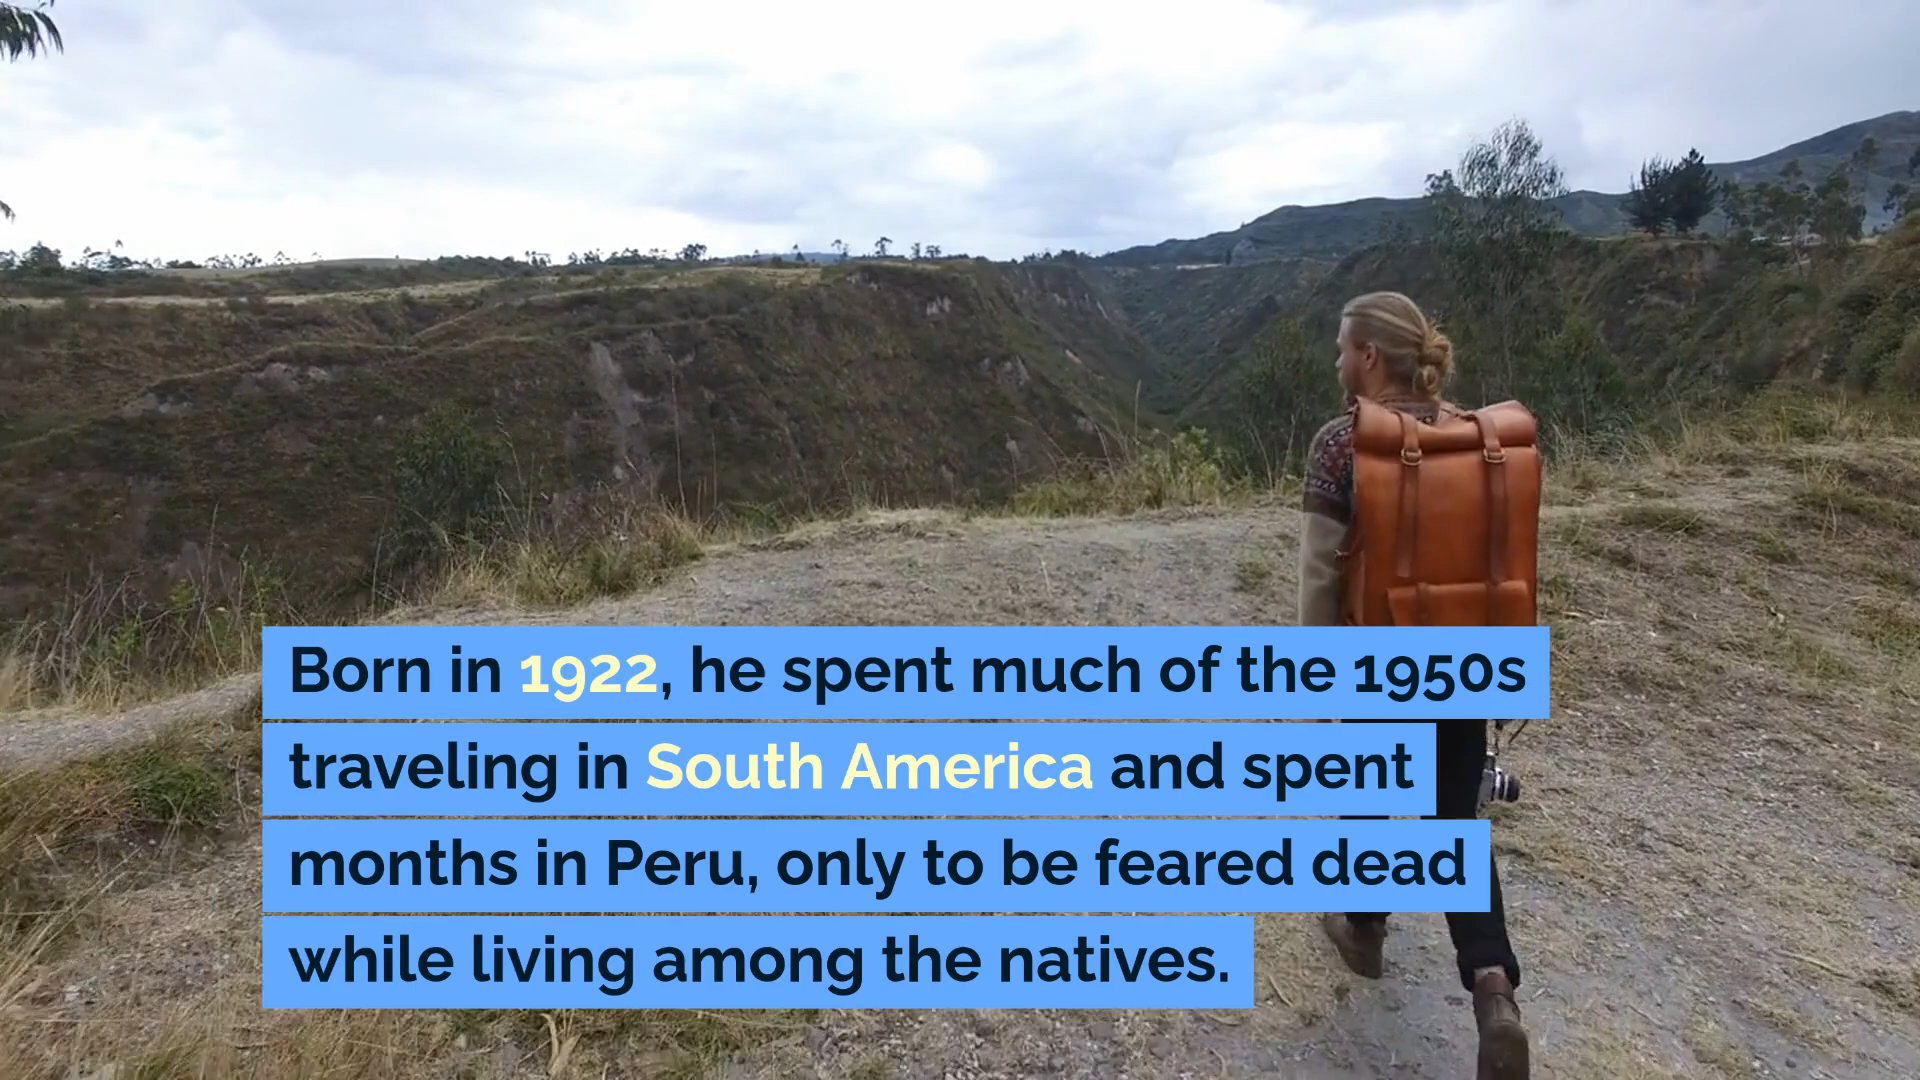 Born in 1922, he spent much of the 1950s
traveling in South America and spent
months in Peru, only to be feared dead
while living among the natives.